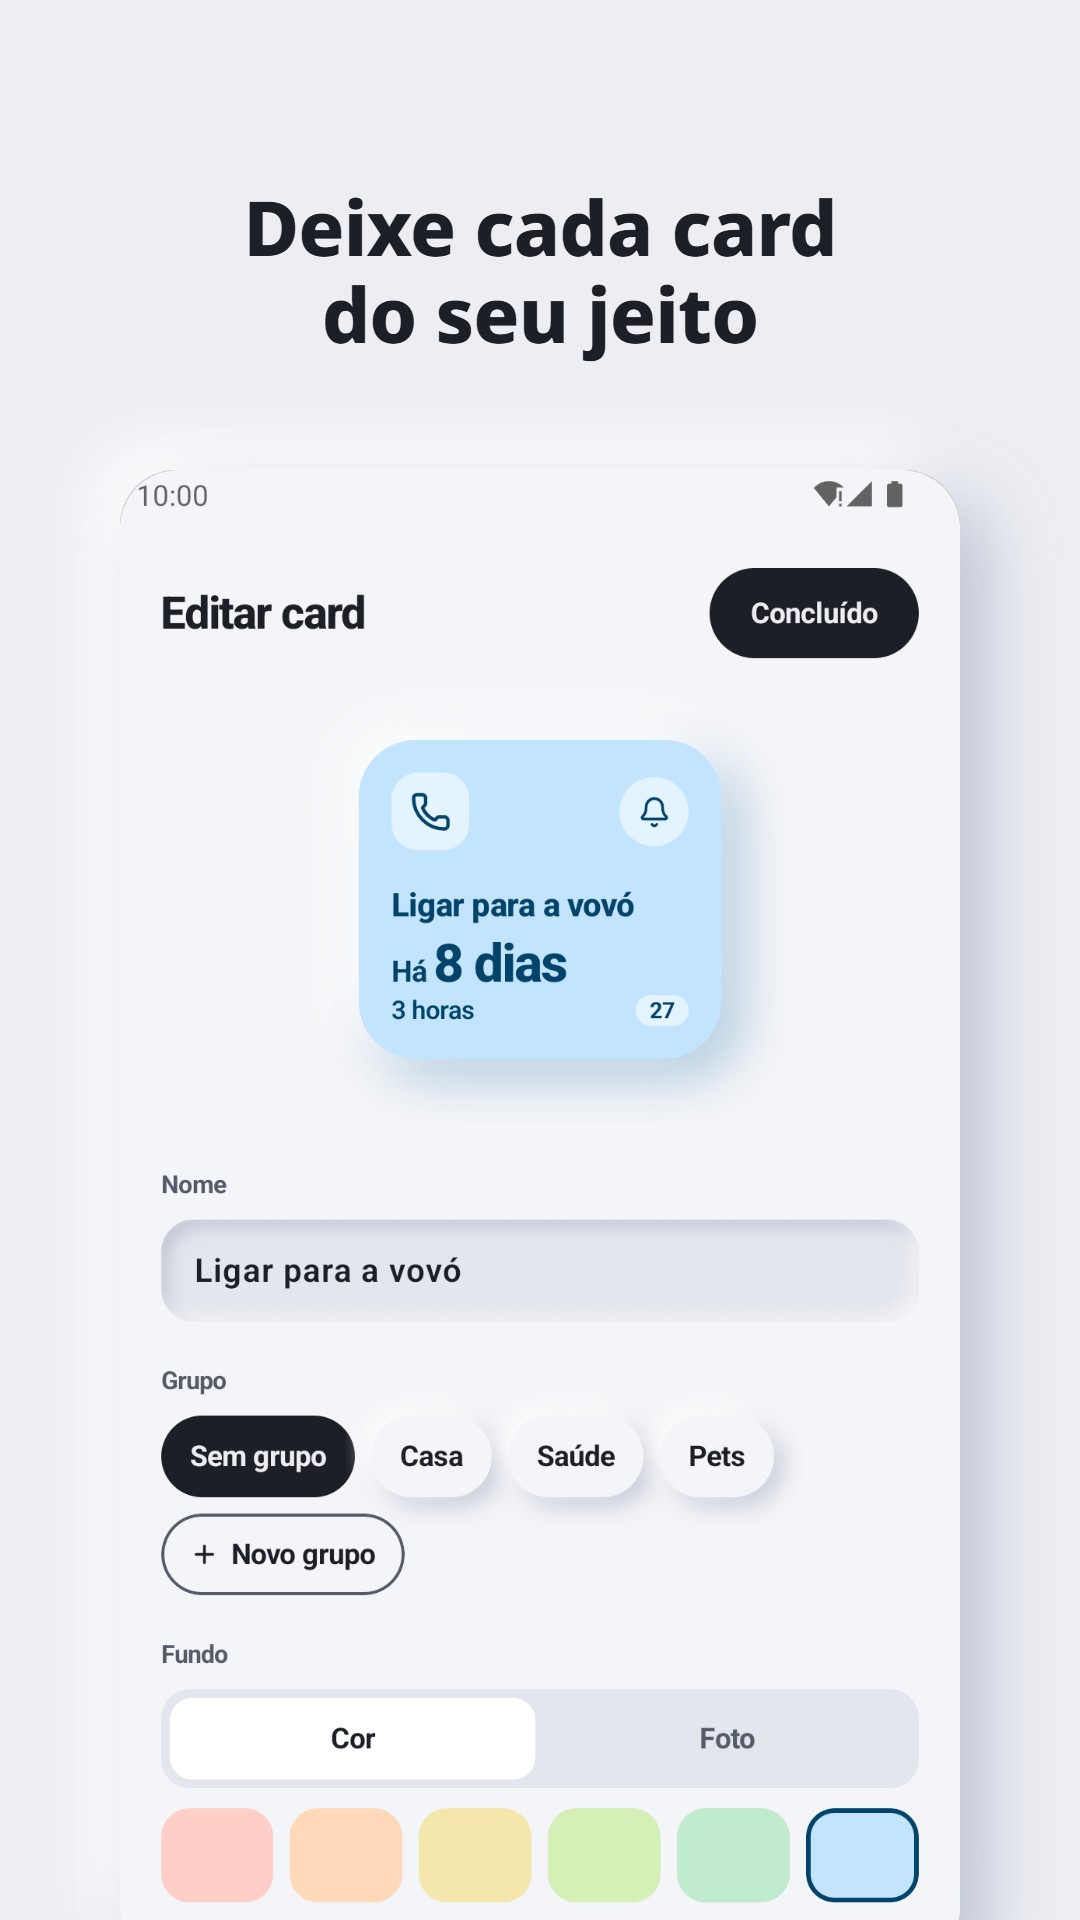 Deixe cada card
do seu jeito
10:00
Editar card
Concluído
Ligar para a vovó
Há 8 dias
3 horas
27
Nome
Ligar para a vovó
Grupo
Sem grupo
Casa
Saúde
Pets
+ Novo grupo
Fundo
Cor
Foto